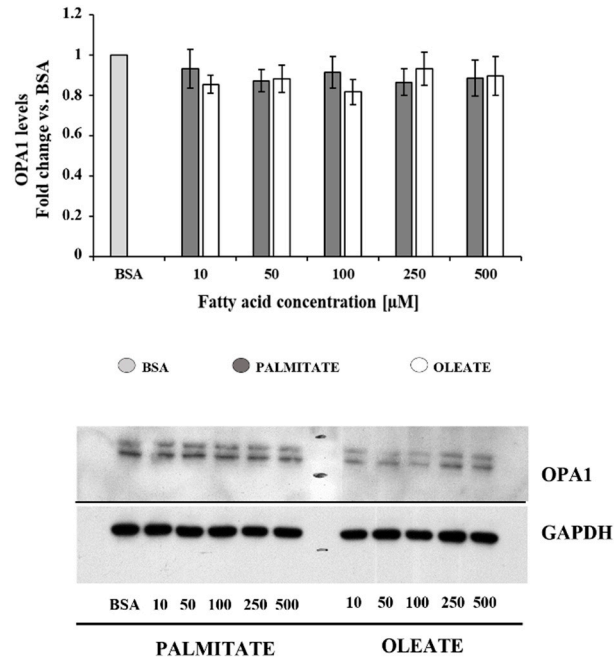 OPA1 levels
Fold change vs. BSA
1.2
1
0.8
0.6
0.4
0.2
0
BSA 10 50 100 250 500
Fatty acid concentration [µM]
BSA PALMITATE OLEATE
OPA1
GAPDH
BSA 10 50 100 250 500 10 50 100 250 500
PALMITATE OLEATE